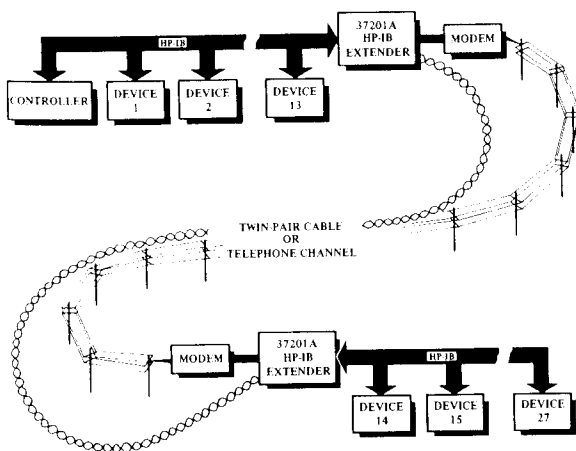 37201A
HP-IB
EXTENDER
MODEM
HP-IB
CONTROLLER
DEVICE
1
DEVICE
2
DEVICE
13
TWIN-PAIR CABLE
OR
TELEPHONE CHANNEL
37201A
HP-IB
EXTENDER
MODEM
HP-IB
DEVICE
14
DEVICE
15
DEVICE
27